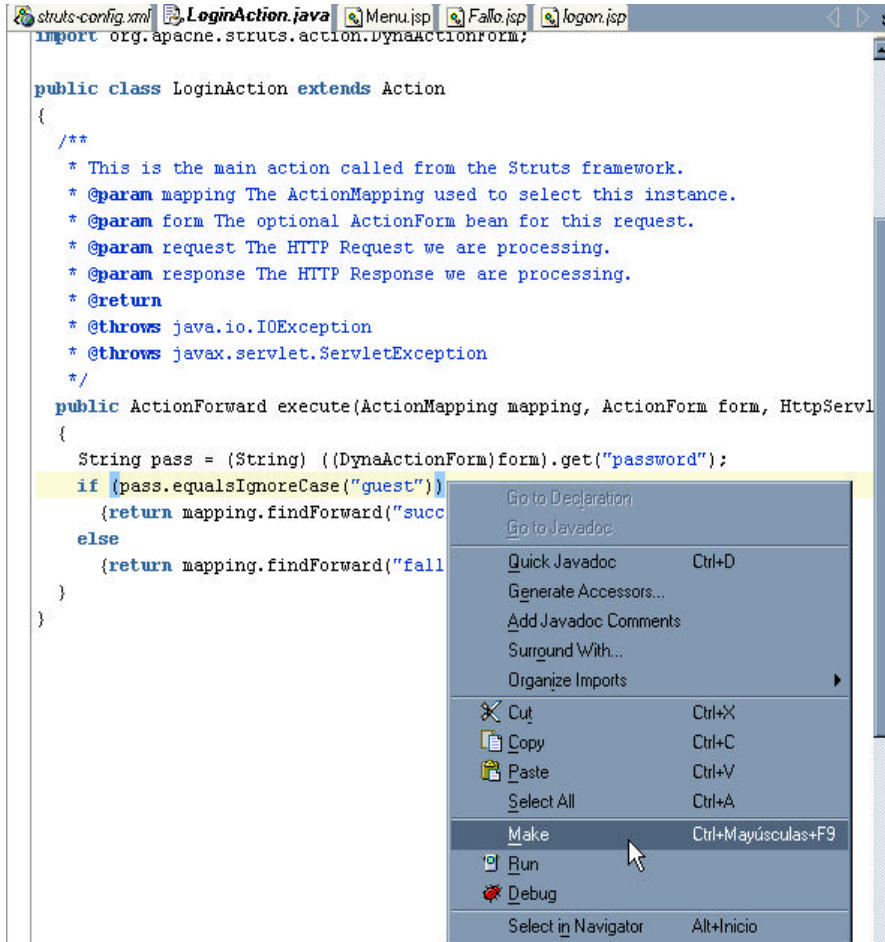 struts-config.xml LoginAction.java Menu.jsp Fallo.jsp logon.jsp
import org.apache.struts.action.DynaActionForm;
public class LoginAction extends Action
{
/**
* This is the main action called from the Struts framework.
* @param mapping The ActionMapping used to select this instance.
* @param form The optional ActionForm bean for this request.
* @param request The HTTP Request we are processing.
* @param response The HTTP Response we are processing.
* @return
* @throws java.io.IOException
* @throws javax.servlet.ServletException
*/
public ActionForward execute(ActionMapping mapping, ActionForm form, HttpServl
{
String pass = (String) ((DynaActionForm)form).get("password");
if (pass.equalsIgnoreCase("guest"))
{return mapping.findForward("succ
else
{return mapping.findForward("fall
}
}
Go to Declaration
Go to Javadoc
Quick Javadoc Ctrl+D
Generate Accessors...
Add Javadoc Comments
Surround With...
Organize Imports
Cut Ctrl+X
Copy Ctrl+C
Paste Ctrl+V
Select All Ctrl+A
Make Ctrl+Mayúsculas+F9
Run
Debug
Select in Navigator Alt+Inicio